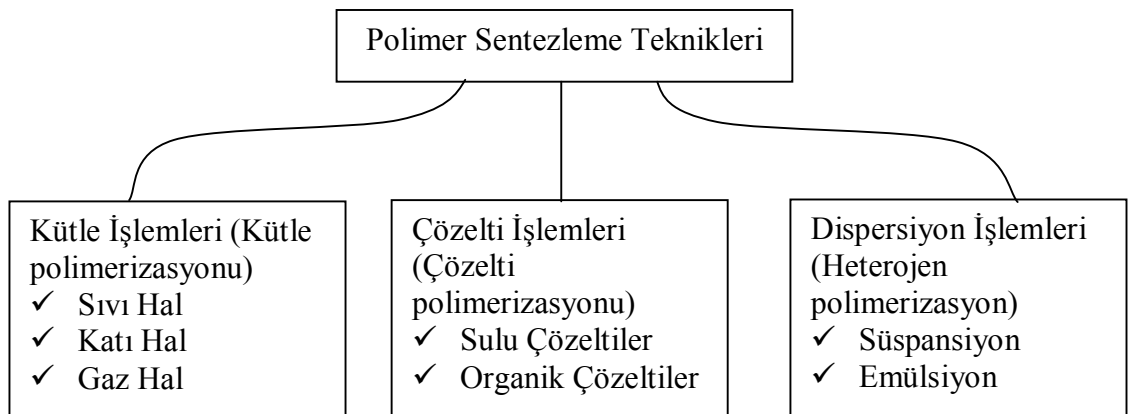 Polimer Sentezleme Teknikleri
Kütle İşlemleri (Kütle
polimerizasyonu)
✓ Sıvı Hal
✓ Katı Hal
✓ Gaz Hal
Çözelti İşlemleri
(Çözelti
polimerizasyonu)
✓ Sulu Çözeltiler
✓ Organik Çözeltiler
Dispersiyon İşlemleri
(Heterojen
polimerizasyon)
✓ Süspansiyon
✓ Emülsiyon